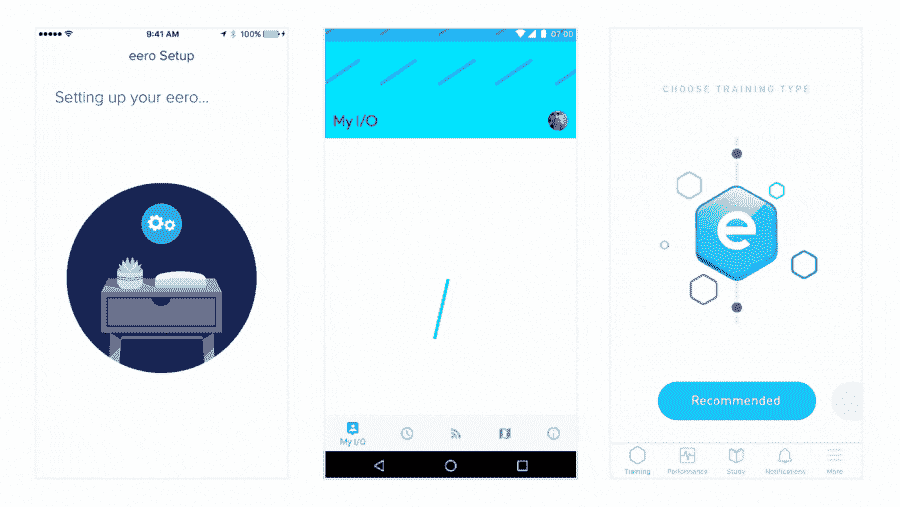 9:41 AM
100%
eero Setup
Setting up your eero...
07:00
My I/O
My I/O
CHOOSE TRAINING TYPE
e
Recommended
Training
Performance
Study
Notifications
More